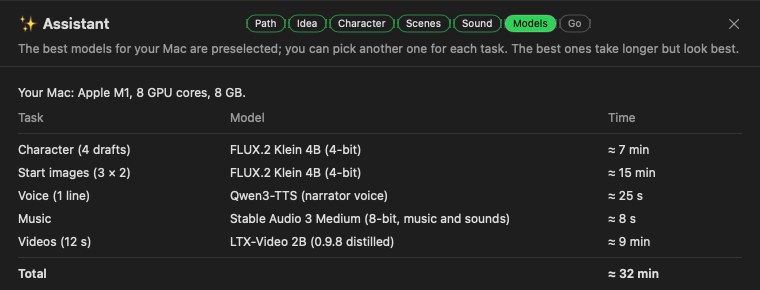 ✨ Assistant Path Idea Character Scenes Sound Models Go
The best models for your Mac are preselected; you can pick another one for each task. The best ones take longer but look best.
Your Mac: Apple M1, 8 GPU cores, 8 GB.
Task Model Time
Character (4 drafts) FLUX.2 Klein 4B (4-bit) ≈ 7 min
Start images (3 × 2) FLUX.2 Klein 4B (4-bit) ≈ 15 min
Voice (1 line) Qwen3-TTS (narrator voice) ≈ 25 s
Music Stable Audio 3 Medium (8-bit, music and sounds) ≈ 8 s
Videos (12 s) LTX-Video 2B (0.9.8 distilled) ≈ 9 min
Total ≈ 32 min